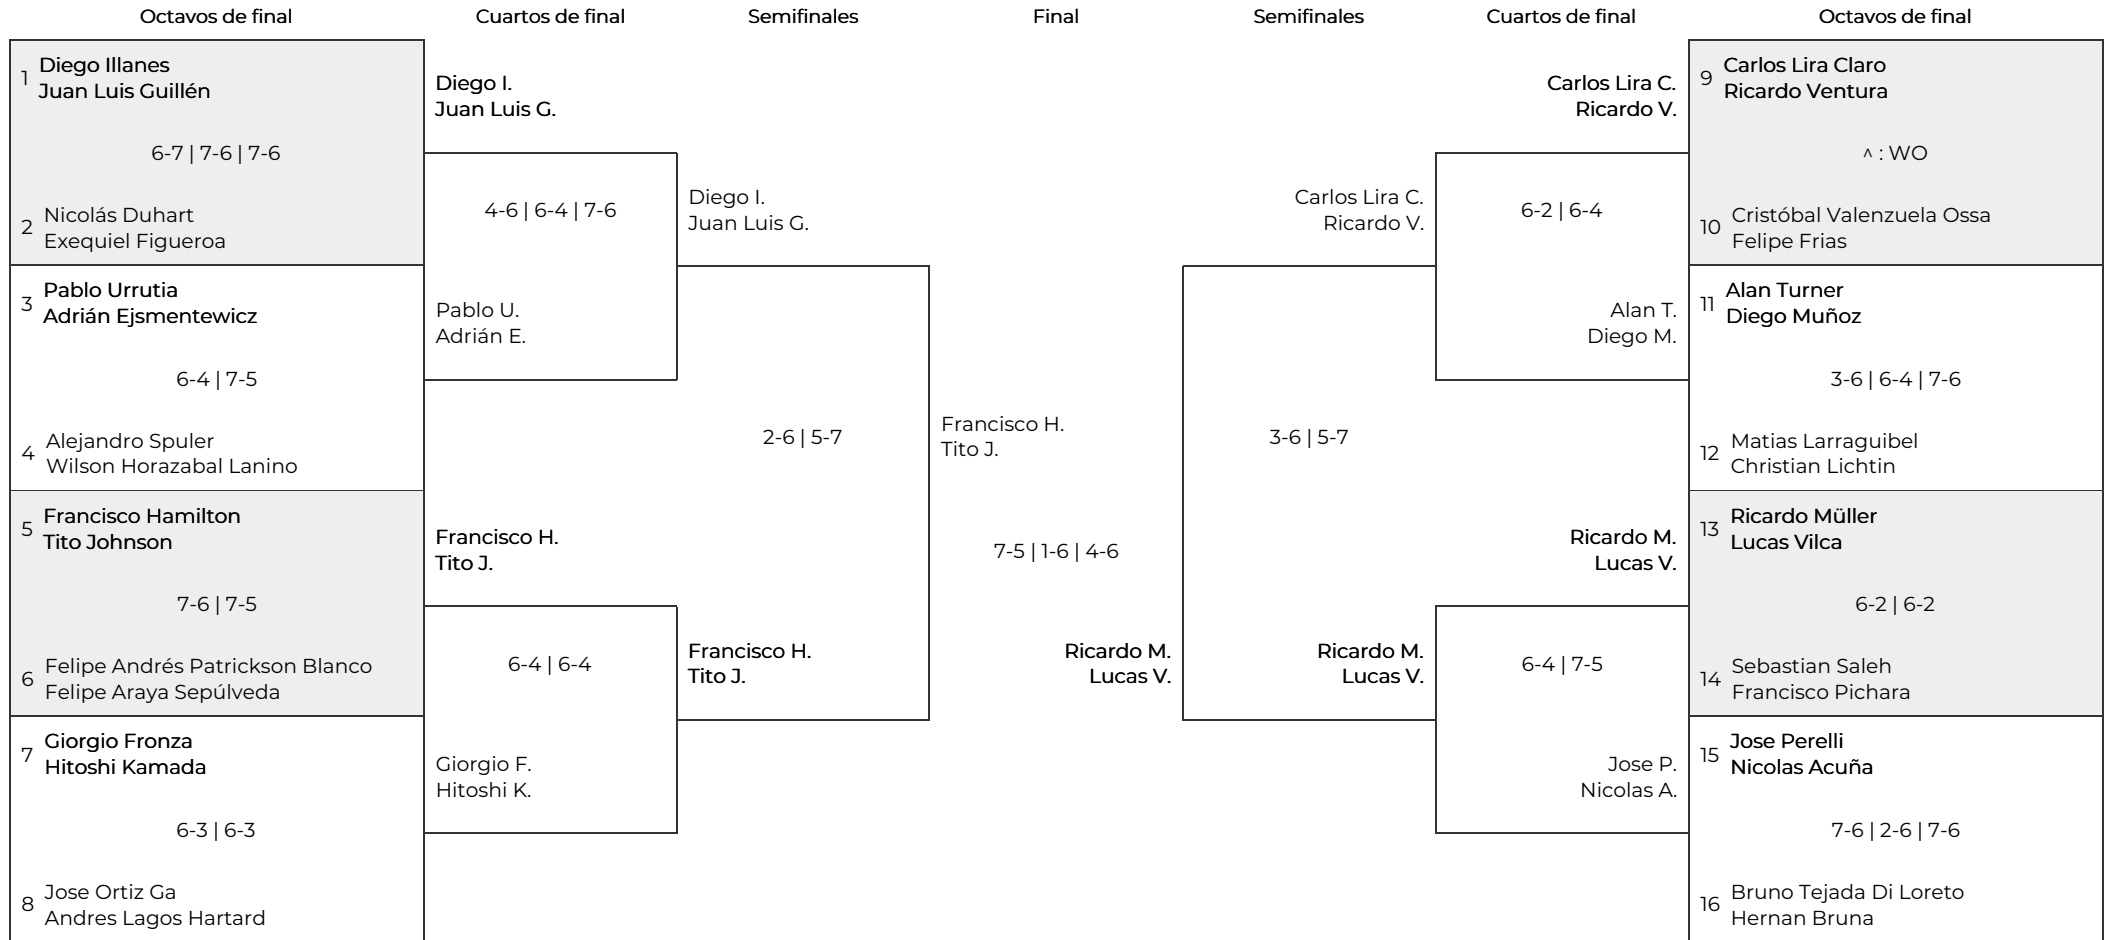 Octavos de final
Cuartos de final
Semifinales
Final
Semifinales
Cuartos de final
Octavos de final
1
Diego Illanes
Juan Luis Guillén
6-7 | 7-6 | 7-6
2
Nicolás Duhart
Exequiel Figueroa
3
Pablo Urrutia
Adrián Ejsmentewicz
6-4 | 7-5
4
Alejandro Spuler
Wilson Horazabal Lanino
5
Francisco Hamilton
Tito Johnson
7-6 | 7-5
6
Felipe Andrés Patrickson Blanco
Felipe Araya Sepúlveda
7
Giorgio Fronza
Hitoshi Kamada
6-3 | 6-3
8
Jose Ortiz Ga
Andres Lagos Hartard
Diego I.
Juan Luis G.
4-6 | 6-4 | 7-6
Pablo U.
Adrián E.
Francisco H.
Tito J.
6-4 | 6-4
Giorgio F.
Hitoshi K.
Diego I.
Juan Luis G.
2-6 | 5-7
Francisco H.
Tito J.
Francisco H.
Tito J.
7-5 | 1-6 | 4-6
Ricardo M.
Lucas V.
Carlos Lira C.
Ricardo V.
3-6 | 5-7
Ricardo M.
Lucas V.
Carlos Lira C.
Ricardo V.
6-2 | 6-4
Alan T.
Diego M.
Ricardo M.
Lucas V.
6-4 | 7-5
Jose P.
Nicolas A.
9
Carlos Lira Claro
Ricardo Ventura
^ : WO
10
Cristóbal Valenzuela Ossa
Felipe Frias
11
Alan Turner
Diego Muñoz
3-6 | 6-4 | 7-6
12
Matias Larraguibel
Christian Lichtin
13
Ricardo Müller
Lucas Vilca
6-2 | 6-2
14
Sebastian Saleh
Francisco Pichara
15
Jose Perelli
Nicolas Acuña
7-6 | 2-6 | 7-6
16
Bruno Tejada Di Loreto
Hernan Bruna